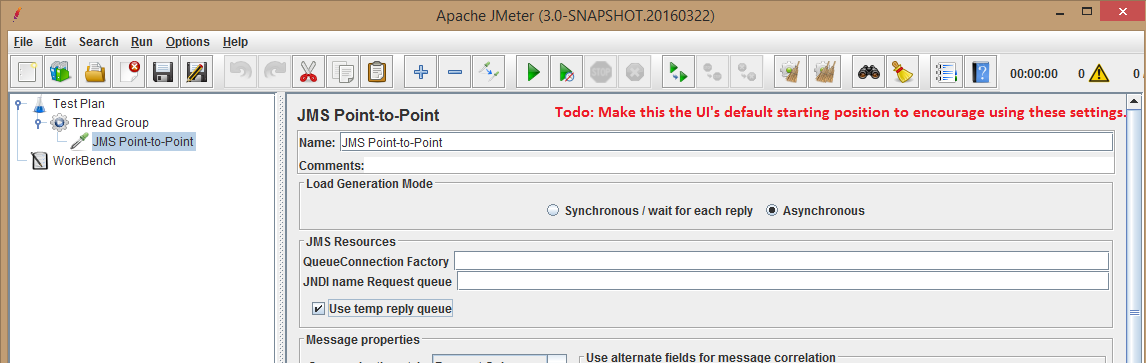 Apache JMeter (3.0-SNAPSHOT.20160322)
File Edit Search Run Options Help
STOP 00:00:00 0 0 /
Test Plan
Thread Group
JMS Point-to-Point
WorkBench
JMS Point-to-Point
Todo: Make this the UI's default starting position to encourage using these settings.
Name: JMS Point-to-Point
Comments:
Load Generation Mode
Synchronous / wait for each reply Asynchronous
JMS Resources
QueueConnection Factory
JNDI name Request queue
Use temp reply queue
Message properties
Use alternate fields for message correlation